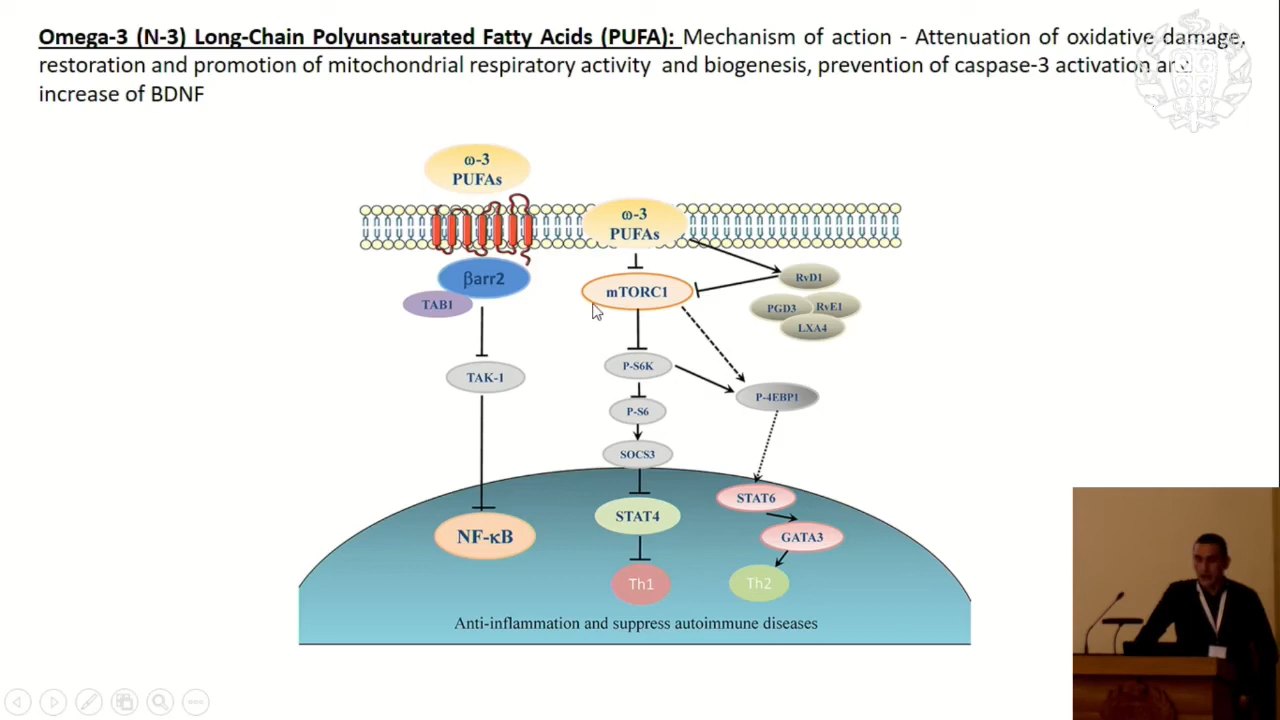 Omega-3 (N-3) Long-Chain Polyunsaturated Fatty Acids (PUFA): Mechanism of action - Attenuation of oxidative damage,
restoration and promotion of mitochondrial respiratory activity and biogenesis, prevention of caspase-3 activation and
increase of BDNF
ω-3
PUFAs
ω-3
PUFAs
βarr2
TAB1
mTORC1
RvD1
PGD3
RvE1
LXA4
TAK-1
P-S6K
P-4EBP1
P-S6
SOCS3
STAT6
STAT4
NF-κB
GATA3
Th1
Th2
Anti-inflammation and suppress autoimmune diseases